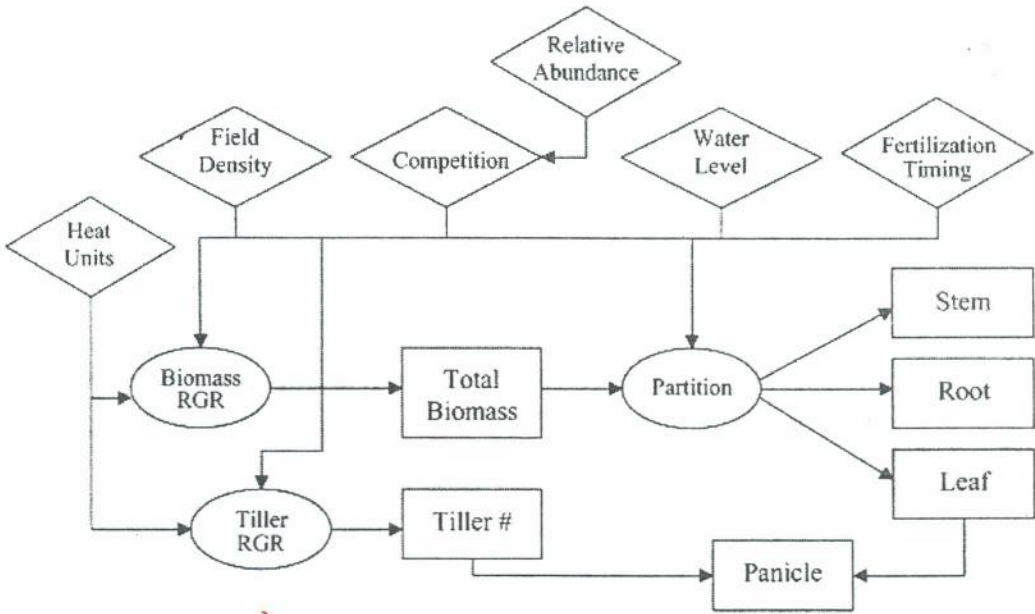 Relative
Abundance
Field
Density
Competition
Water
Level
Fertilization
Timing
Heat
Units
Stem
Biomass
RGR
Total
Biomass
Partition
Root
Leaf
Tiller
RGR
Tiller #
Panicle